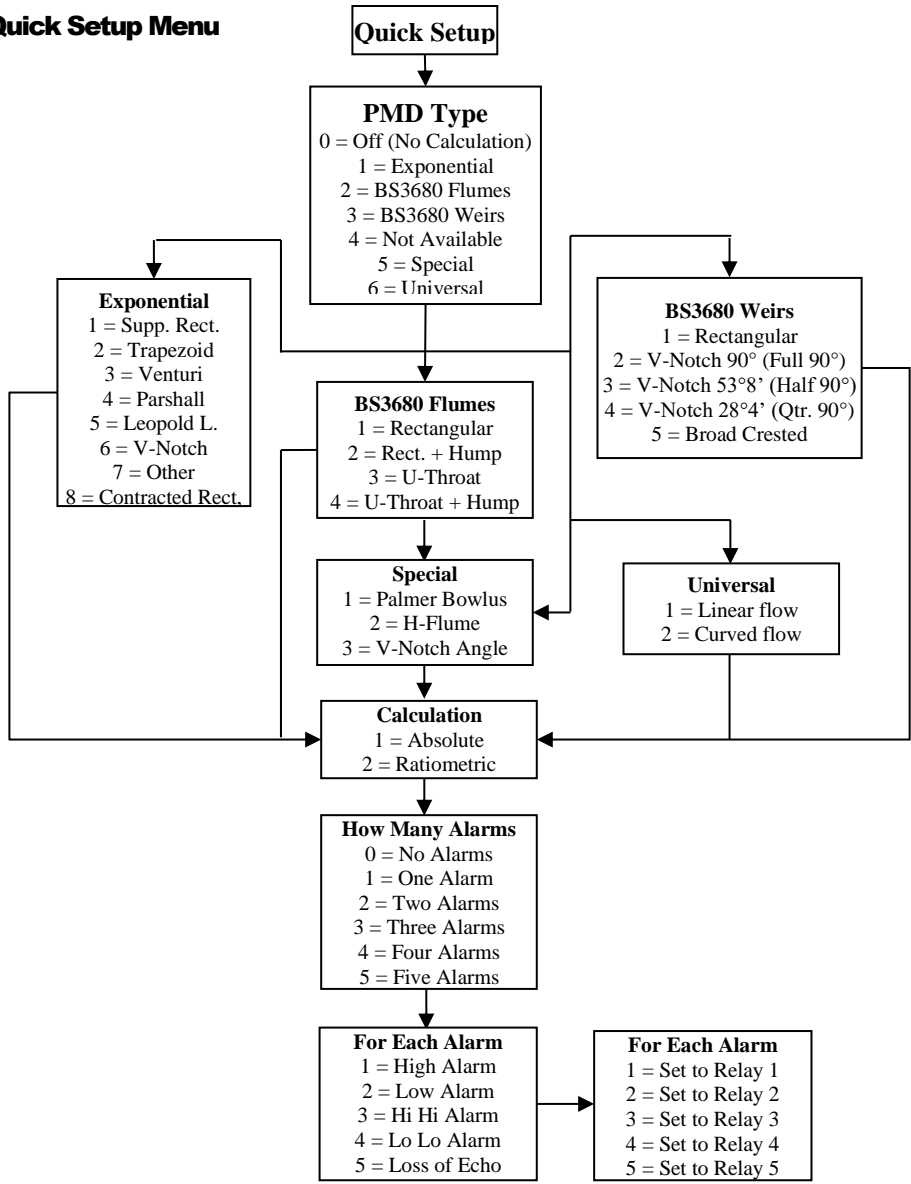 Quick Setup Menu
Quick Setup
PMD Type
0 = Off (No Calculation)
1 = Exponential
2 = BS3680 Flumes
3 = BS3680 Weirs
4 = Not Available
5 = Special
6 = Universal
Exponential
1 = Supp. Rect.
2 = Trapezoid
3 = Venturi
4 = Parshall
5 = Leopold L.
6 = V-Notch
7 = Other
8 = Contracted Rect,
BS3680 Flumes
1 = Rectangular
2 = Rect. + Hump
3 = U-Throat
4 = U-Throat + Hump
BS3680 Weirs
1 = Rectangular
2 = V-Notch 90° (Full 90°)
3 = V-Notch 53°8’ (Half 90°)
4 = V-Notch 28°4’ (Qtr. 90°)
5 = Broad Crested
Special
1 = Palmer Bowlus
2 = H-Flume
3 = V-Notch Angle
Universal
1 = Linear flow
2 = Curved flow
Calculation
1 = Absolute
2 = Ratiometric
How Many Alarms
0 = No Alarms
1 = One Alarm
2 = Two Alarms
3 = Three Alarms
4 = Four Alarms
5 = Five Alarms
For Each Alarm
1 = High Alarm
2 = Low Alarm
3 = Hi Hi Alarm
4 = Lo Lo Alarm
5 = Loss of Echo
For Each Alarm
1 = Set to Relay 1
2 = Set to Relay 2
3 = Set to Relay 3
4 = Set to Relay 4
5 = Set to Relay 5